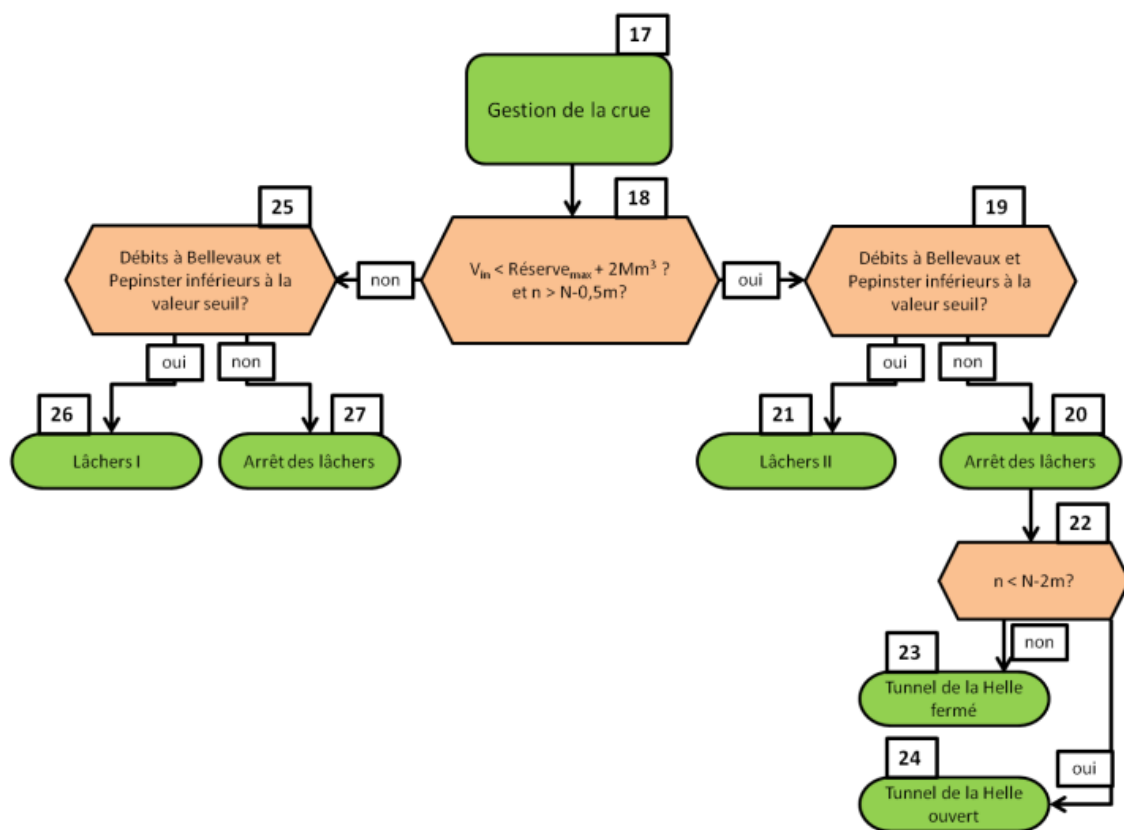 17
Gestion de la crue
18
V_in < Réserve_max + 2Mm³ ?
et n > N-0,5m?
non
oui
25
Débits à Bellevaux et
Pepinster inférieurs à la
valeur seuil?
oui
non
26
Lâchers I
27
Arrêt des lâchers
19
Débits à Bellevaux et
Pepinster inférieurs à la
valeur seuil?
oui
non
21
Lâchers II
20
Arrêt des lâchers
22
n < N-2m?
non
23
Tunnel de la Helle
fermé
oui
24
Tunnel de la Helle
ouvert